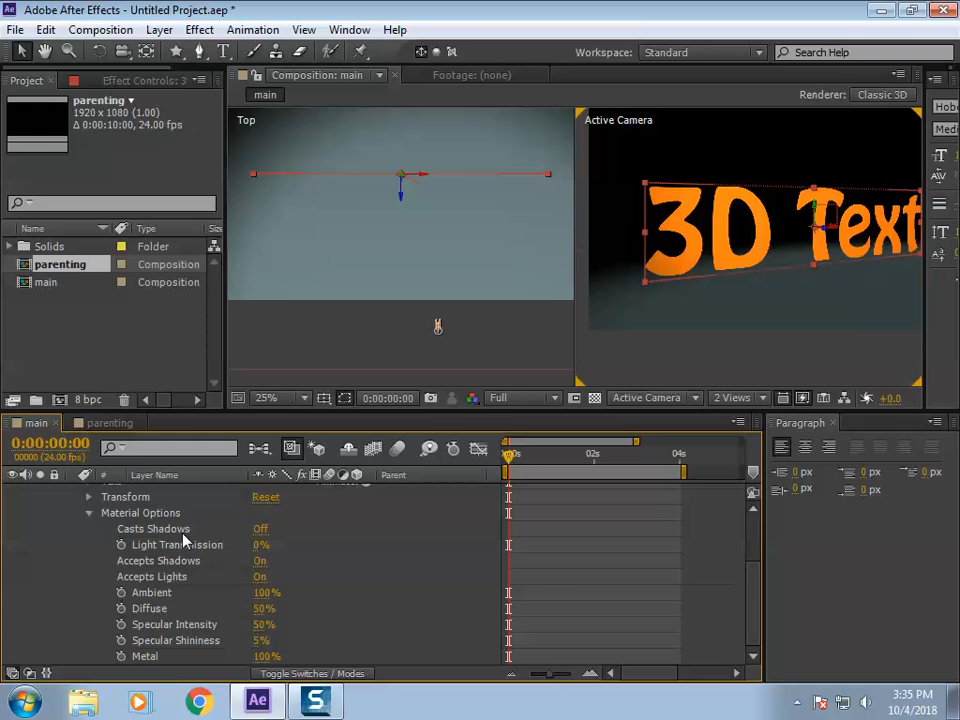 Adobe After Effects - Untitled Project.aep *
File Edit Composition Layer Effect Animation View Window Help
Workspace: Standard Search Help
Project Effect Controls: 3 Composition: main Footage: (none)
parenting
1920 x 1080 (1.00)
Δ 0:00:10:00, 24.00 fps
main Renderer: Classic 3D
Top
Active Camera
Hob
Med
3D Text
Name Type Size
Solids Folder
parenting Composition
main Composition
8 bpc 25% 0:00:00:00 Full Active Camera 2 Views +0.0
main parenting Paragraph
0:00:00:00
00000 (24.00 fps)
:00s 02s 04s
# Layer Name Parent
0 px 0 px 0 px
0 px 0 px
Transform Reset
Material Options
Casts Shadows Off
Light Transmission 0%
Accepts Shadows On
Accepts Lights On
Ambient 100%
Diffuse 50%
Specular Intensity 50%
Specular Shininess 5%
Metal 100%
Toggle Switches / Modes
Ae S
3:35 PM
10/4/2018